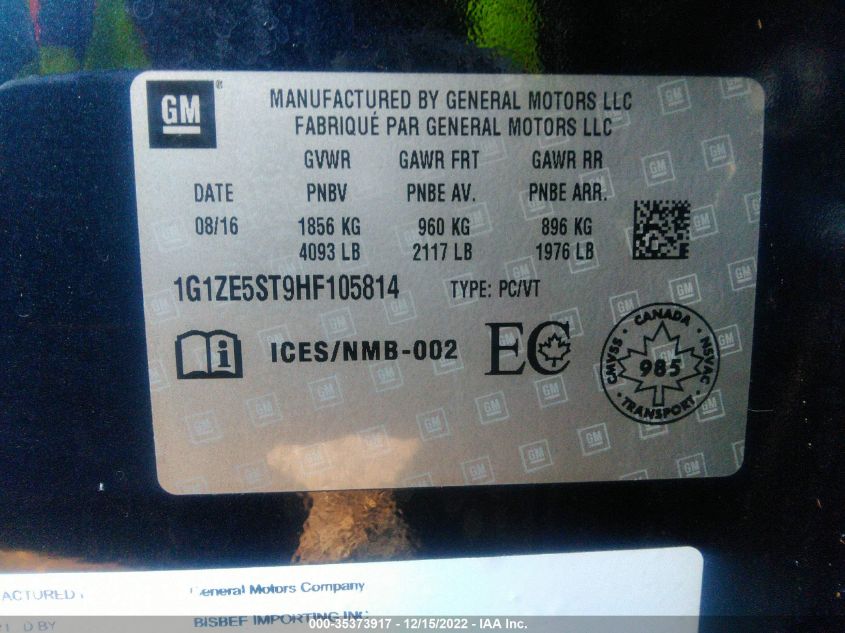 GM
MANUFACTURED BY GENERAL MOTORS LLC
FABRIQUÉ PAR GENERAL MOTORS LLC
GVWR GAWR FRT GAWR RR
DATE PNBV PNBE AV. PNBE ARR.
08/16 1856 KG 960 KG 896 KG
4093 LB 2117 LB 1976 LB
1G1ZE5ST9HF105814 TYPE: PC/VT
ICES/NMB-002 EC
CANADA
CMVSS 985 NSVAC
TRANSPORT
General Motors Company
BISBEE IMPORTING INC
000-35373917 - 12/15/2022 - IAA Inc.